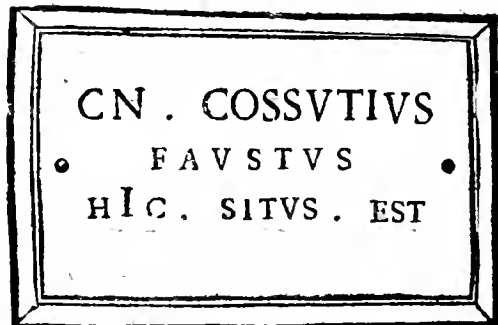 CN . COSSVTIVS
FAVSTVS
HIC . SITVS . EST